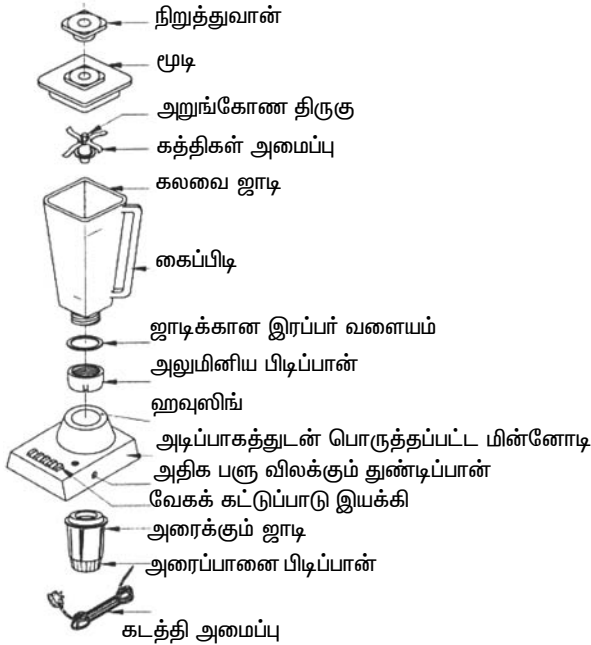 நிறுத்துவான்
மூடி
அறுங்கோண திருகு
கத்திகள் அமைப்பு
கலவை ஜாடி
கைப்பிடி
ஜாடிக்கான இரப்பர் வளையம்
அலுமினிய பிடிப்பான்
ஹவுஸிங்
அடிப்பாகத்துடன் பொருத்தப்பட்ட மின்னோடி
அதிக பளு விலக்கும் துண்டிப்பான்
வேகக் கட்டுப்பாடு இயக்கி
அரைக்கும் ஜாடி
அரைப்பானை பிடிப்பான்
கடத்தி அமைப்பு